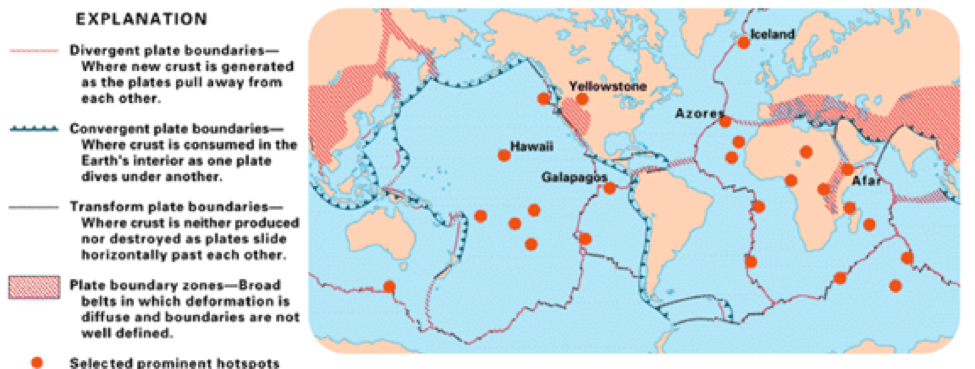 EXPLANATION
Divergent plate boundaries—
Where new crust is generated
as the plates pull away from
each other.
Convergent plate boundaries—
Where crust is consumed in the
Earth's interior as one plate
dives under another.
Transform plate boundaries—
Where crust is neither produced
nor destroyed as plates slide
horizontally past each other.
Plate boundary zones—Broad
belts in which deformation is
diffuse and boundaries are not
well defined.
Selected prominent hotspots
Iceland
Yellowstone
Azores
Hawaii
Galapagos
Afar